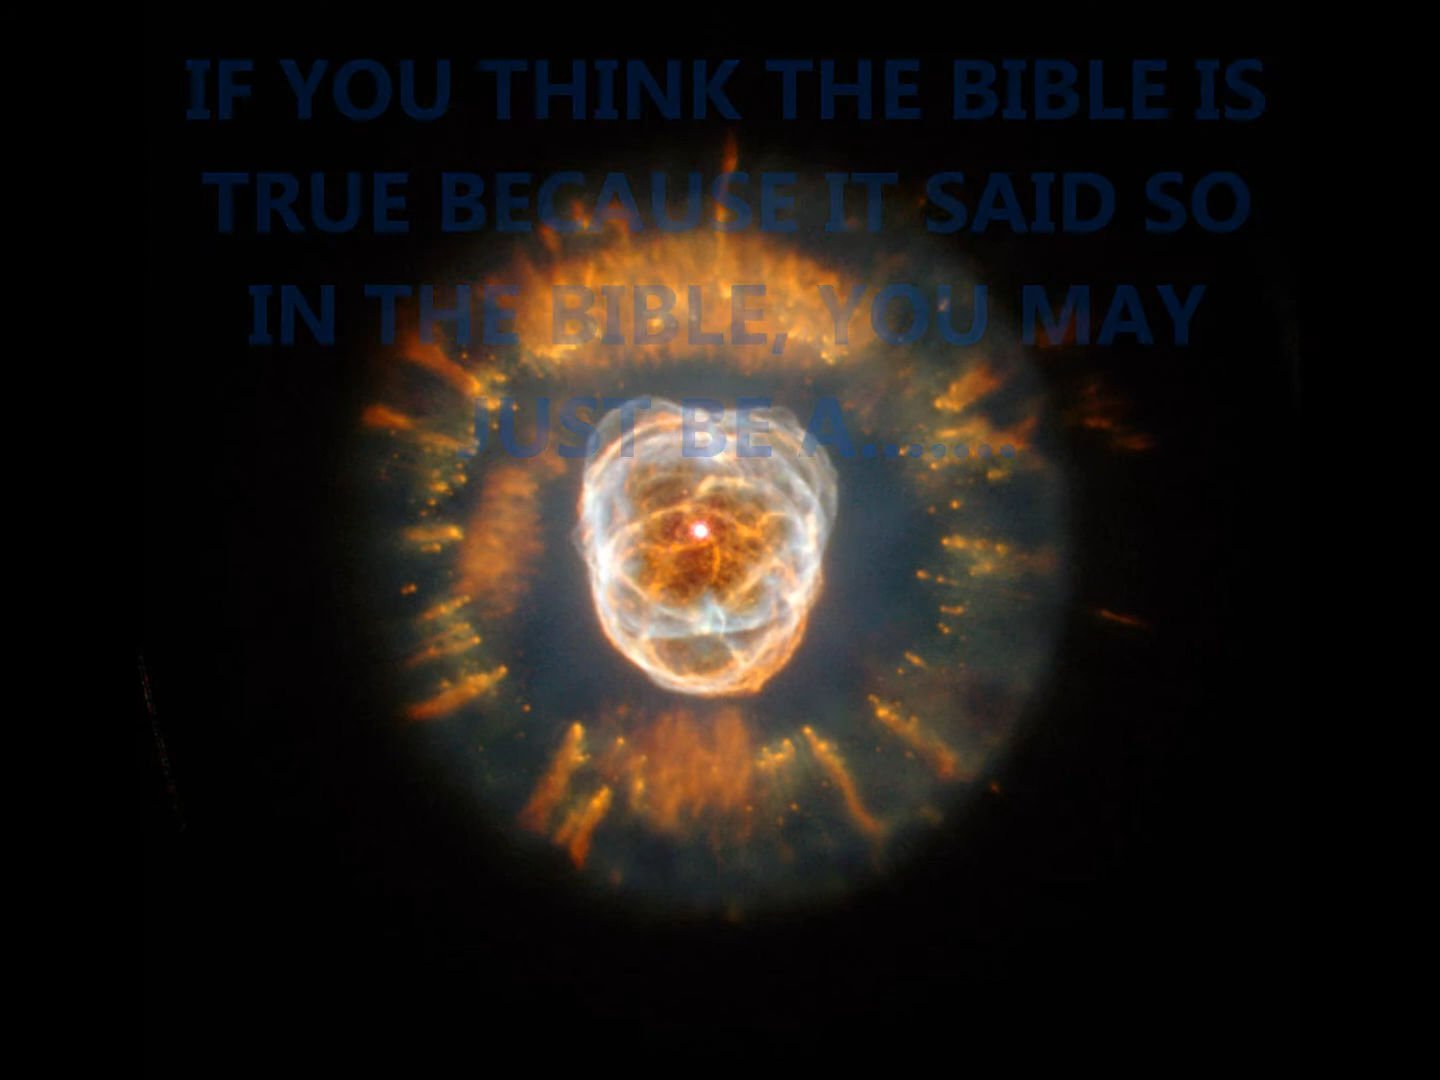 IF YOU THINK THE BIBLE IS
TRUE BECAUSE IT SAID SO
IN THE BIBLE, YOU MAY
JUST BE A........